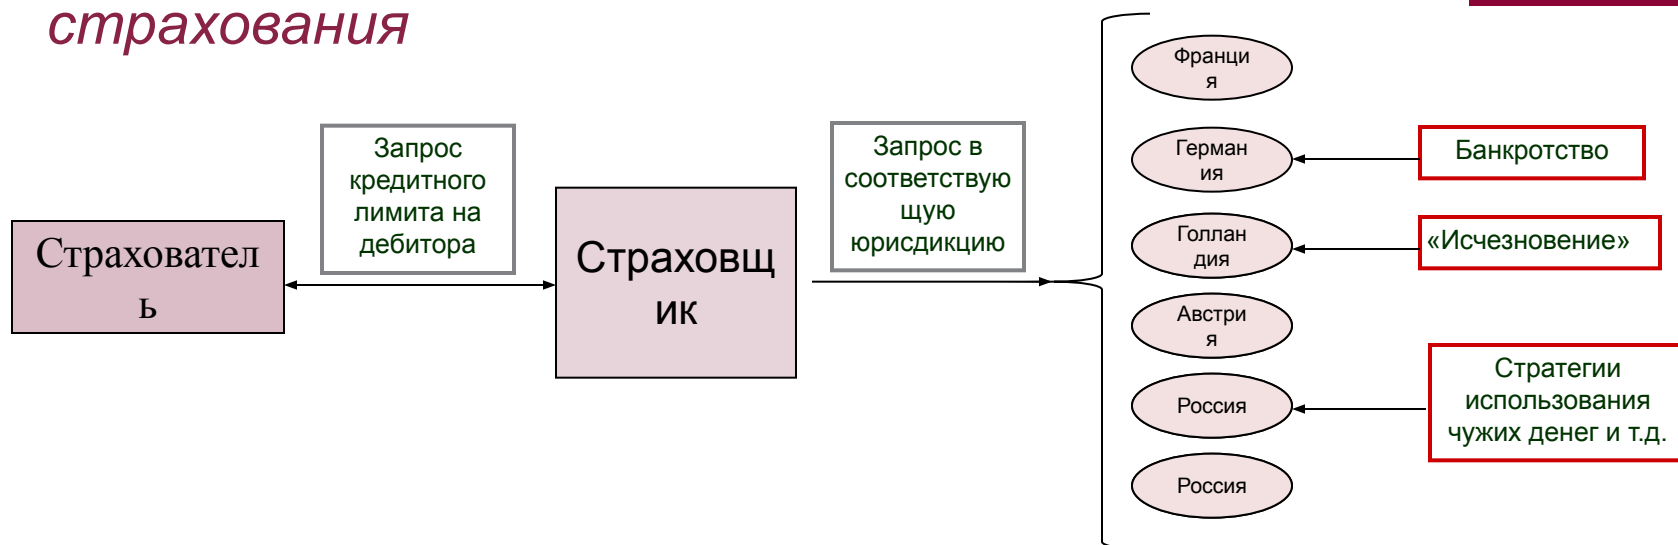 страхования
Запрос
кредитного
лимита на
дебитора
Запрос в
соответствую
щую
юрисдикцию
Страховател
ь
Страховщ
ик
Франци
я
Герман
ия
Голлан
дия
Австри
я
Россия
Россия
Банкротство
«Исчезновение»
Стратегии
использования
чужих денег и т.д.